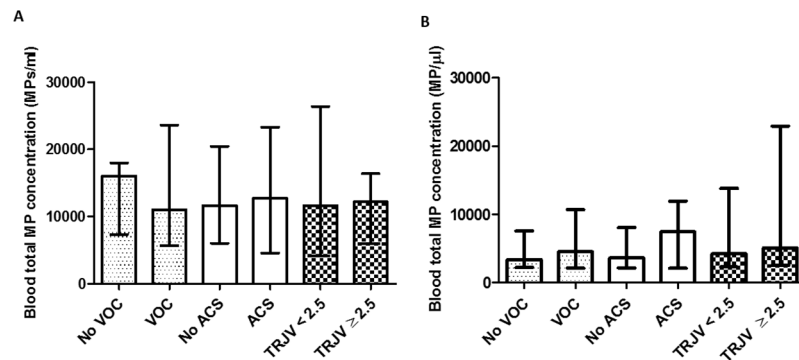 A
Blood total MP concentration (MPs/ml)
30000
20000
10000
0
No VOC
VOC
No ACS
ACS
TRJV < 2.5
TRJV ≥ 2.5
B
Blood total MP concentration (MP/µl)
30000
20000
10000
0
No VOC
VOC
No ACS
ACS
TRJV < 2.5
TRJV ≥ 2.5